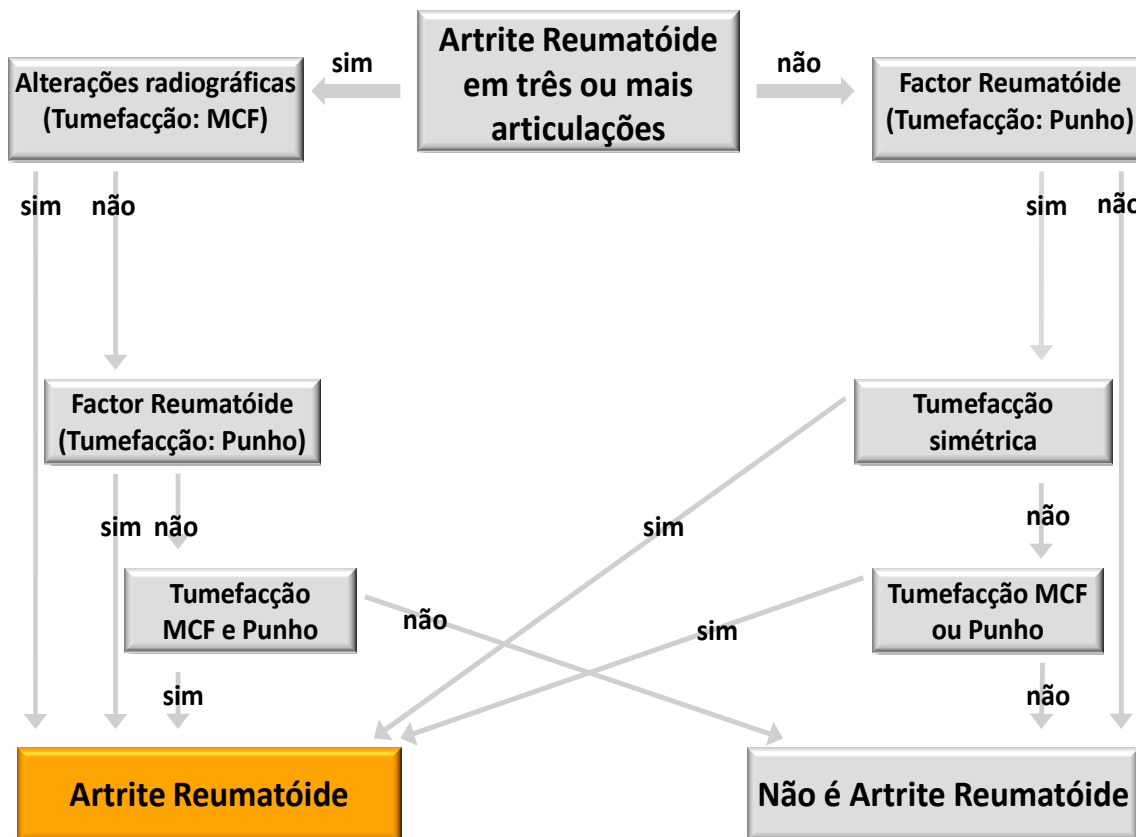 Artrite Reumatóide
em três ou mais
articulações
sim
não
Alterações radiográficas
(Tumefacção: MCF)
Factor Reumatóide
(Tumefacção: Punho)
sim
não
sim
não
Factor Reumatóide
(Tumefacção: Punho)
Tumefacção
simétrica
sim
não
sim
não
Tumefacção
MCF e Punho
Tumefacção MCF
ou Punho
não
sim
sim
não
Artrite Reumatóide
Não é Artrite Reumatóide